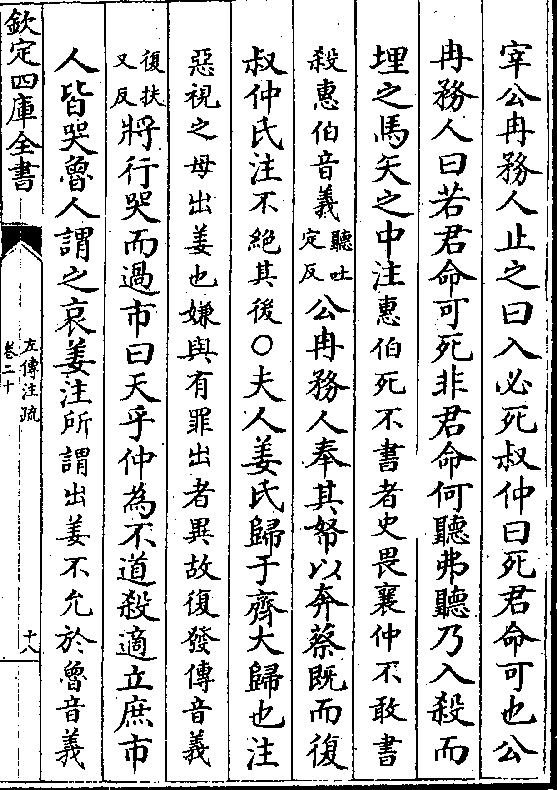 宰公冉務人止之曰入必死叔仲曰死君命可也公
冉務人曰若君命可死非君命何聽弗聽乃入殺而
埋之馬矢之中注惠伯死不書者史畏襄仲不敢書
殺惠伯音義聽吐定反公冉務人奉其帑以奔蔡既而復
叔仲氏注不絕其後○夫人姜氏歸于齊大歸也注
惡視之母出姜也嫌與有罪出者異故復發傳音義
復扶又反將行哭而過市曰天乎仲為不道殺適立庶市
人皆哭魯人謂之哀姜注所謂出姜不允於魯音義
欽定四庫全書
左傳注疏
卷二十
十八